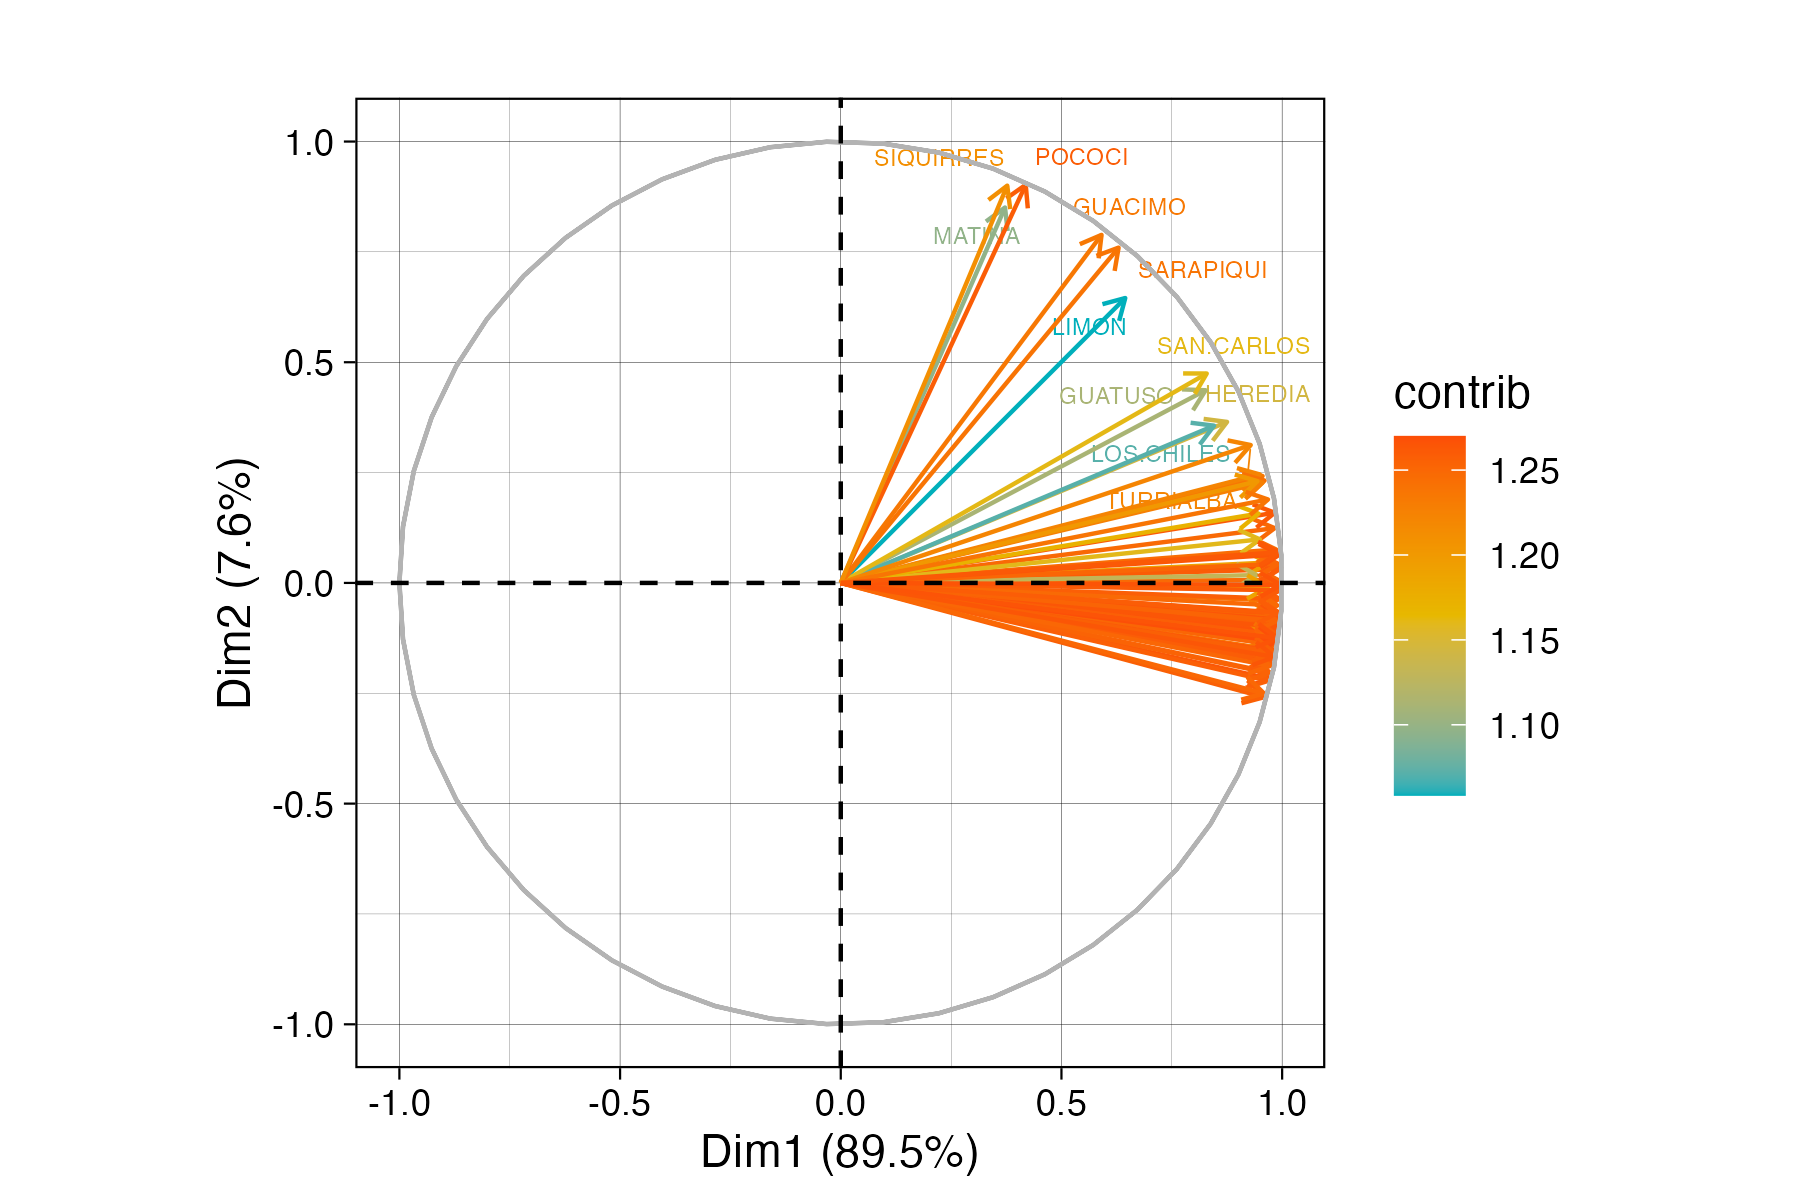 SIQUIRRES
POCOCI
GUACIMO
MATINA
SARAPIQUI
LIMON
SAN.CARLOS
GUATUSO
HEREDIA
LOS.CHILES
TURRIALBA
1.0
0.5
0.0
-0.5
-1.0
Dim2 (7.6%)
-1.0
-0.5
0.0
0.5
1.0
Dim1 (89.5%)
contrib
1.25
1.20
1.15
1.10